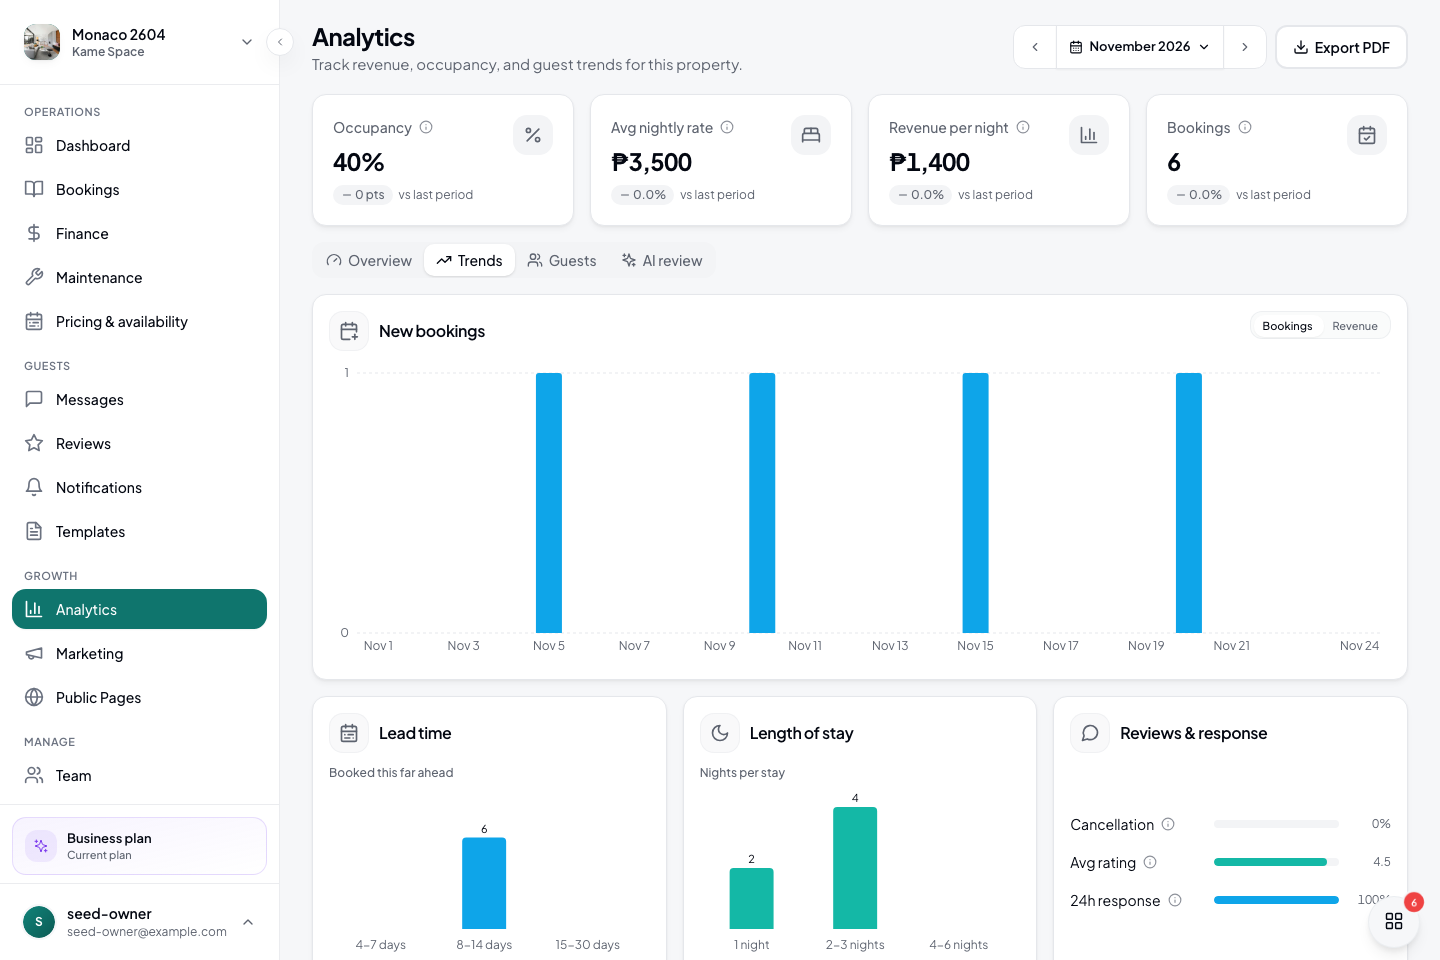 Monaco 2604
Kame Space
OPERATIONS
Dashboard
Bookings
Finance
Maintenance
Pricing & availability
GUESTS
Messages
Reviews
Notifications
Templates
GROWTH
Analytics
Marketing
Public Pages
MANAGE
Team
Business plan
Current plan
S
seed-owner
seed-owner@example.com
Analytics
Track revenue, occupancy, and guest trends for this property.
November 2026
Export PDF
Occupancy
40%
– 0 pts vs last period
Avg nightly rate
₱3,500
– 0.0% vs last period
Revenue per night
₱1,400
– 0.0% vs last period
Bookings
6
– 0.0% vs last period
Overview Trends Guests AI review
New bookings
Bookings Revenue
1
0
Nov 1 Nov 3 Nov 5 Nov 7 Nov 9 Nov 11 Nov 13 Nov 15 Nov 17 Nov 19 Nov 21 Nov 24
Lead time
Booked this far ahead
6
4–7 days 8–14 days 15–30 days
Length of stay
Nights per stay
4
2
1 night 2–3 nights 4–6 nights
Reviews & response
Cancellation 0%
Avg rating 4.5
24h response 100%
6